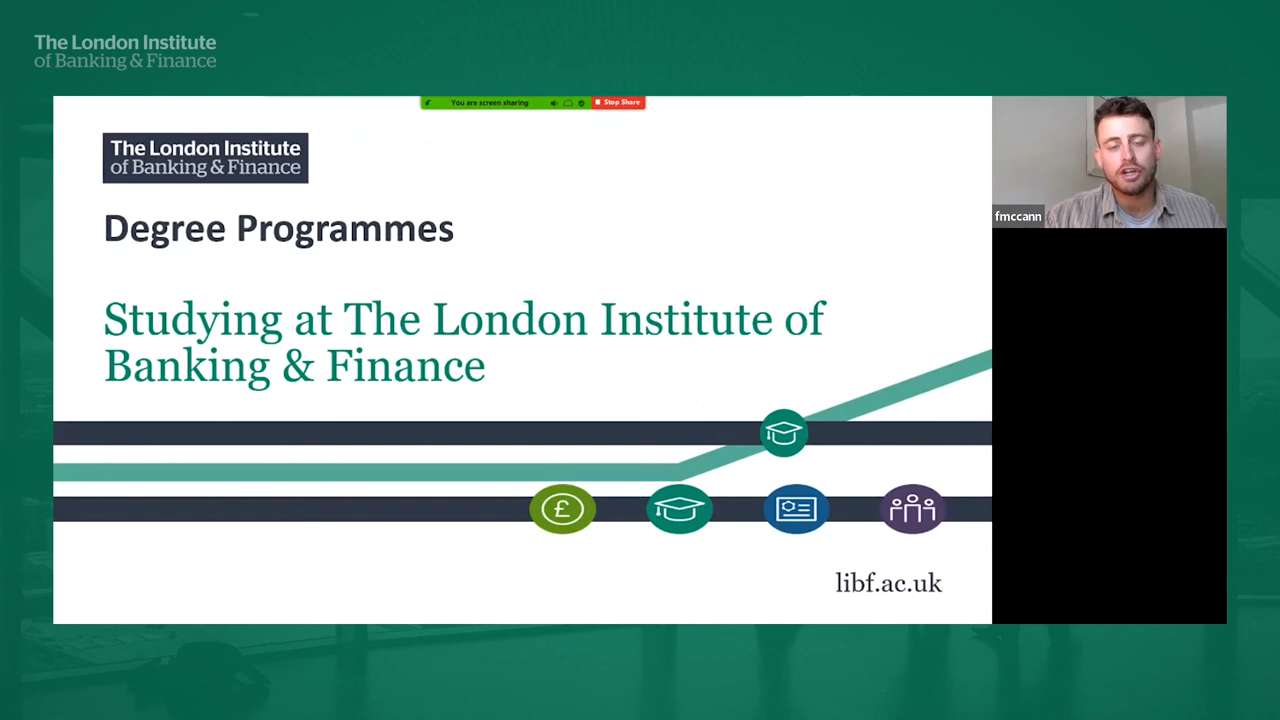 The London Institute
of Banking & Finance
You are screen sharing
Stop Share
The London Institute
of Banking & Finance
Degree Programmes
Studying at The London Institute of
Banking & Finance
£
libf.ac.uk
fmccann